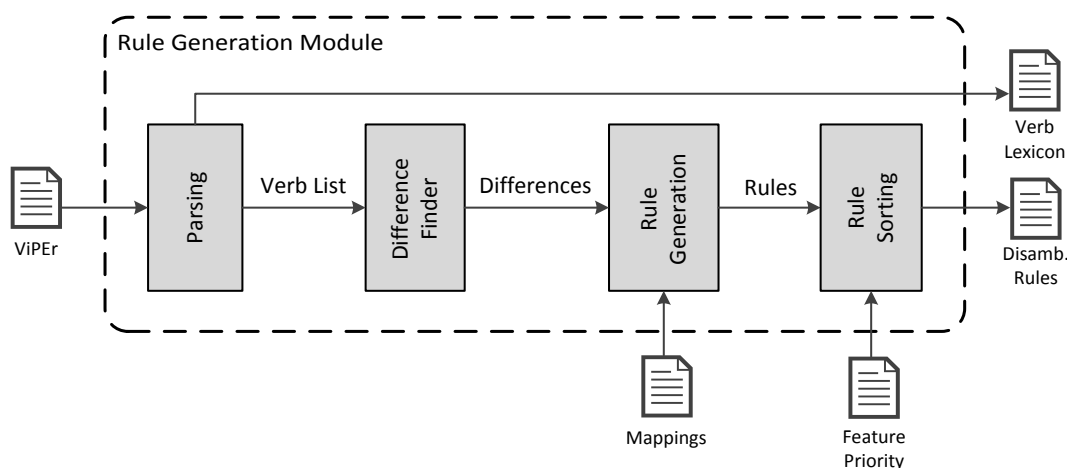 Rule Generation Module
Verb
Lexicon
ViPEr
Parsing
Verb List
Difference
Finder
Differences
Rule
Generation
Rules
Rule
Sorting
Disamb.
Rules
Mappings
Feature
Priority